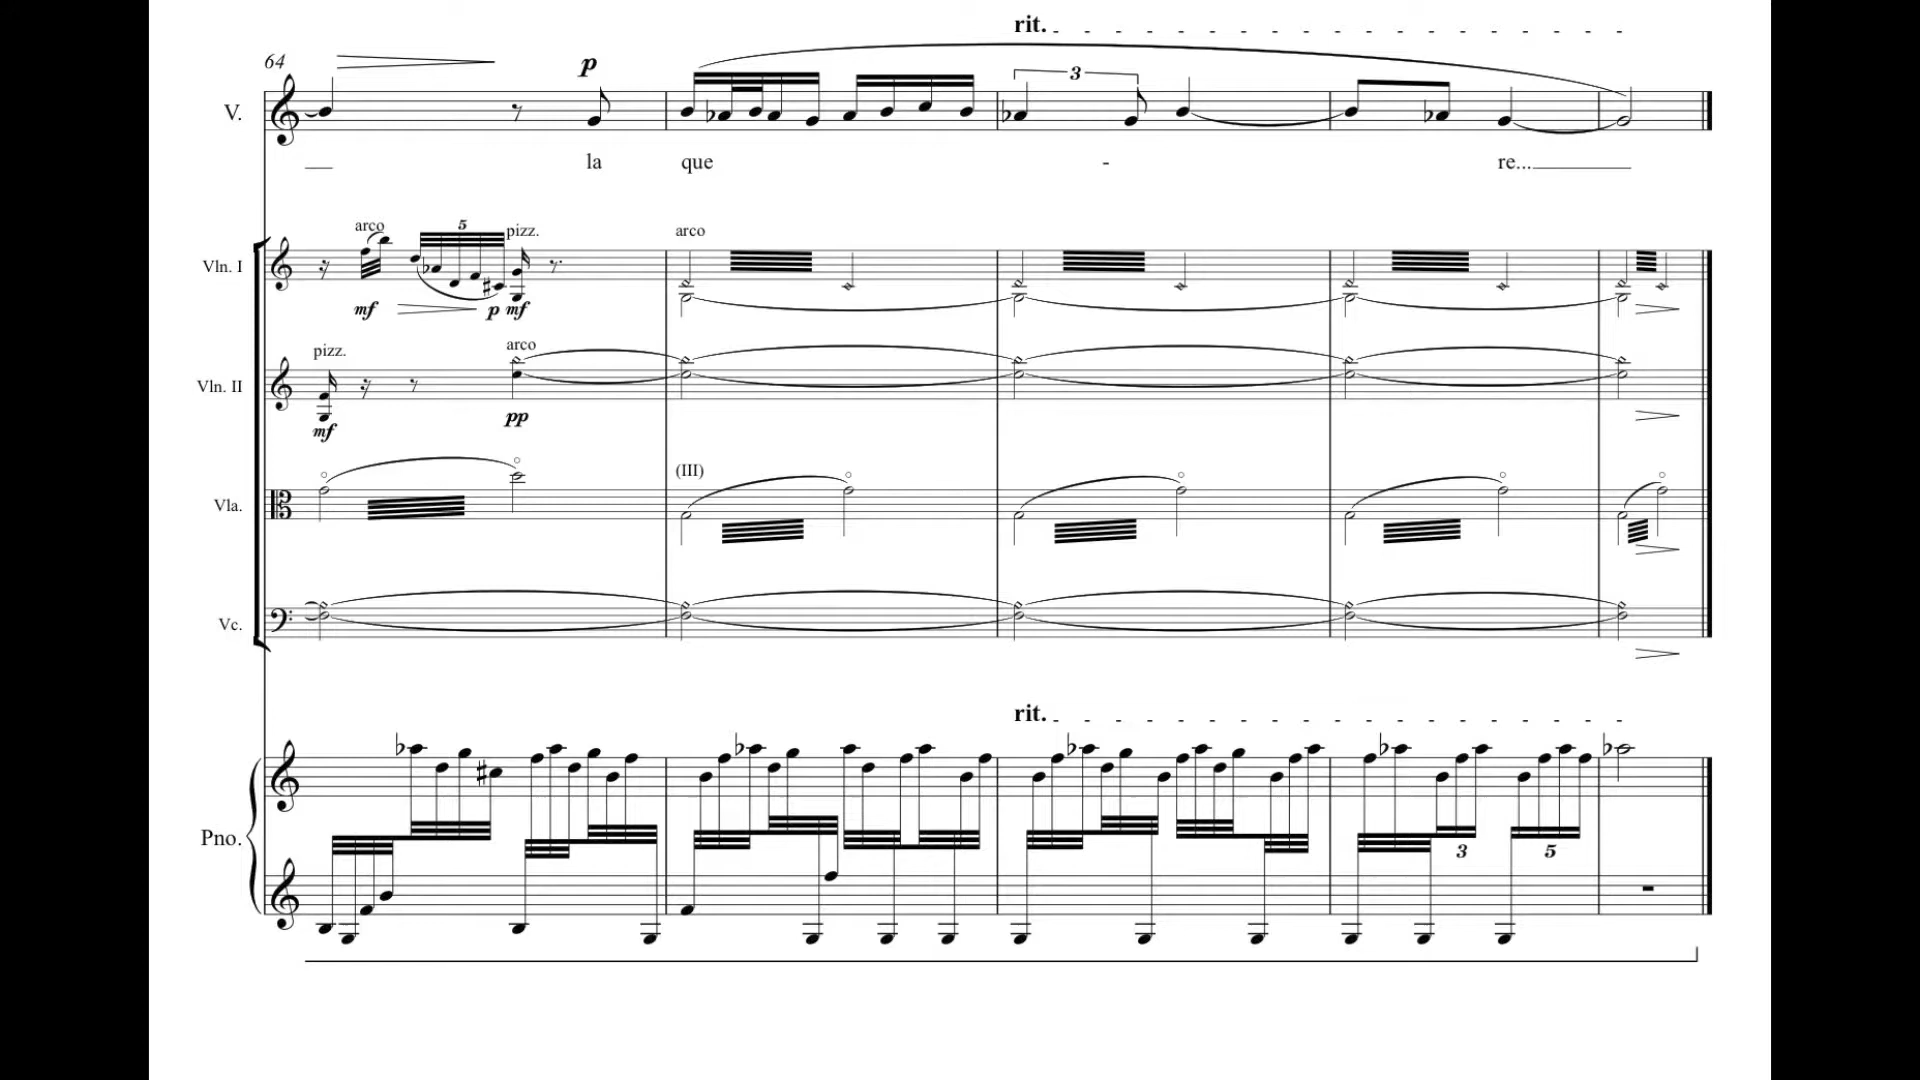 rit.
64
p
3
V.
la que - re...
arco
5
pizz.
arco
Vln. I
mf
p mf
pizz.
arco
Vln. II
mf
pp
(III)
Vla.
Vc.
rit.
Pno.
3
5